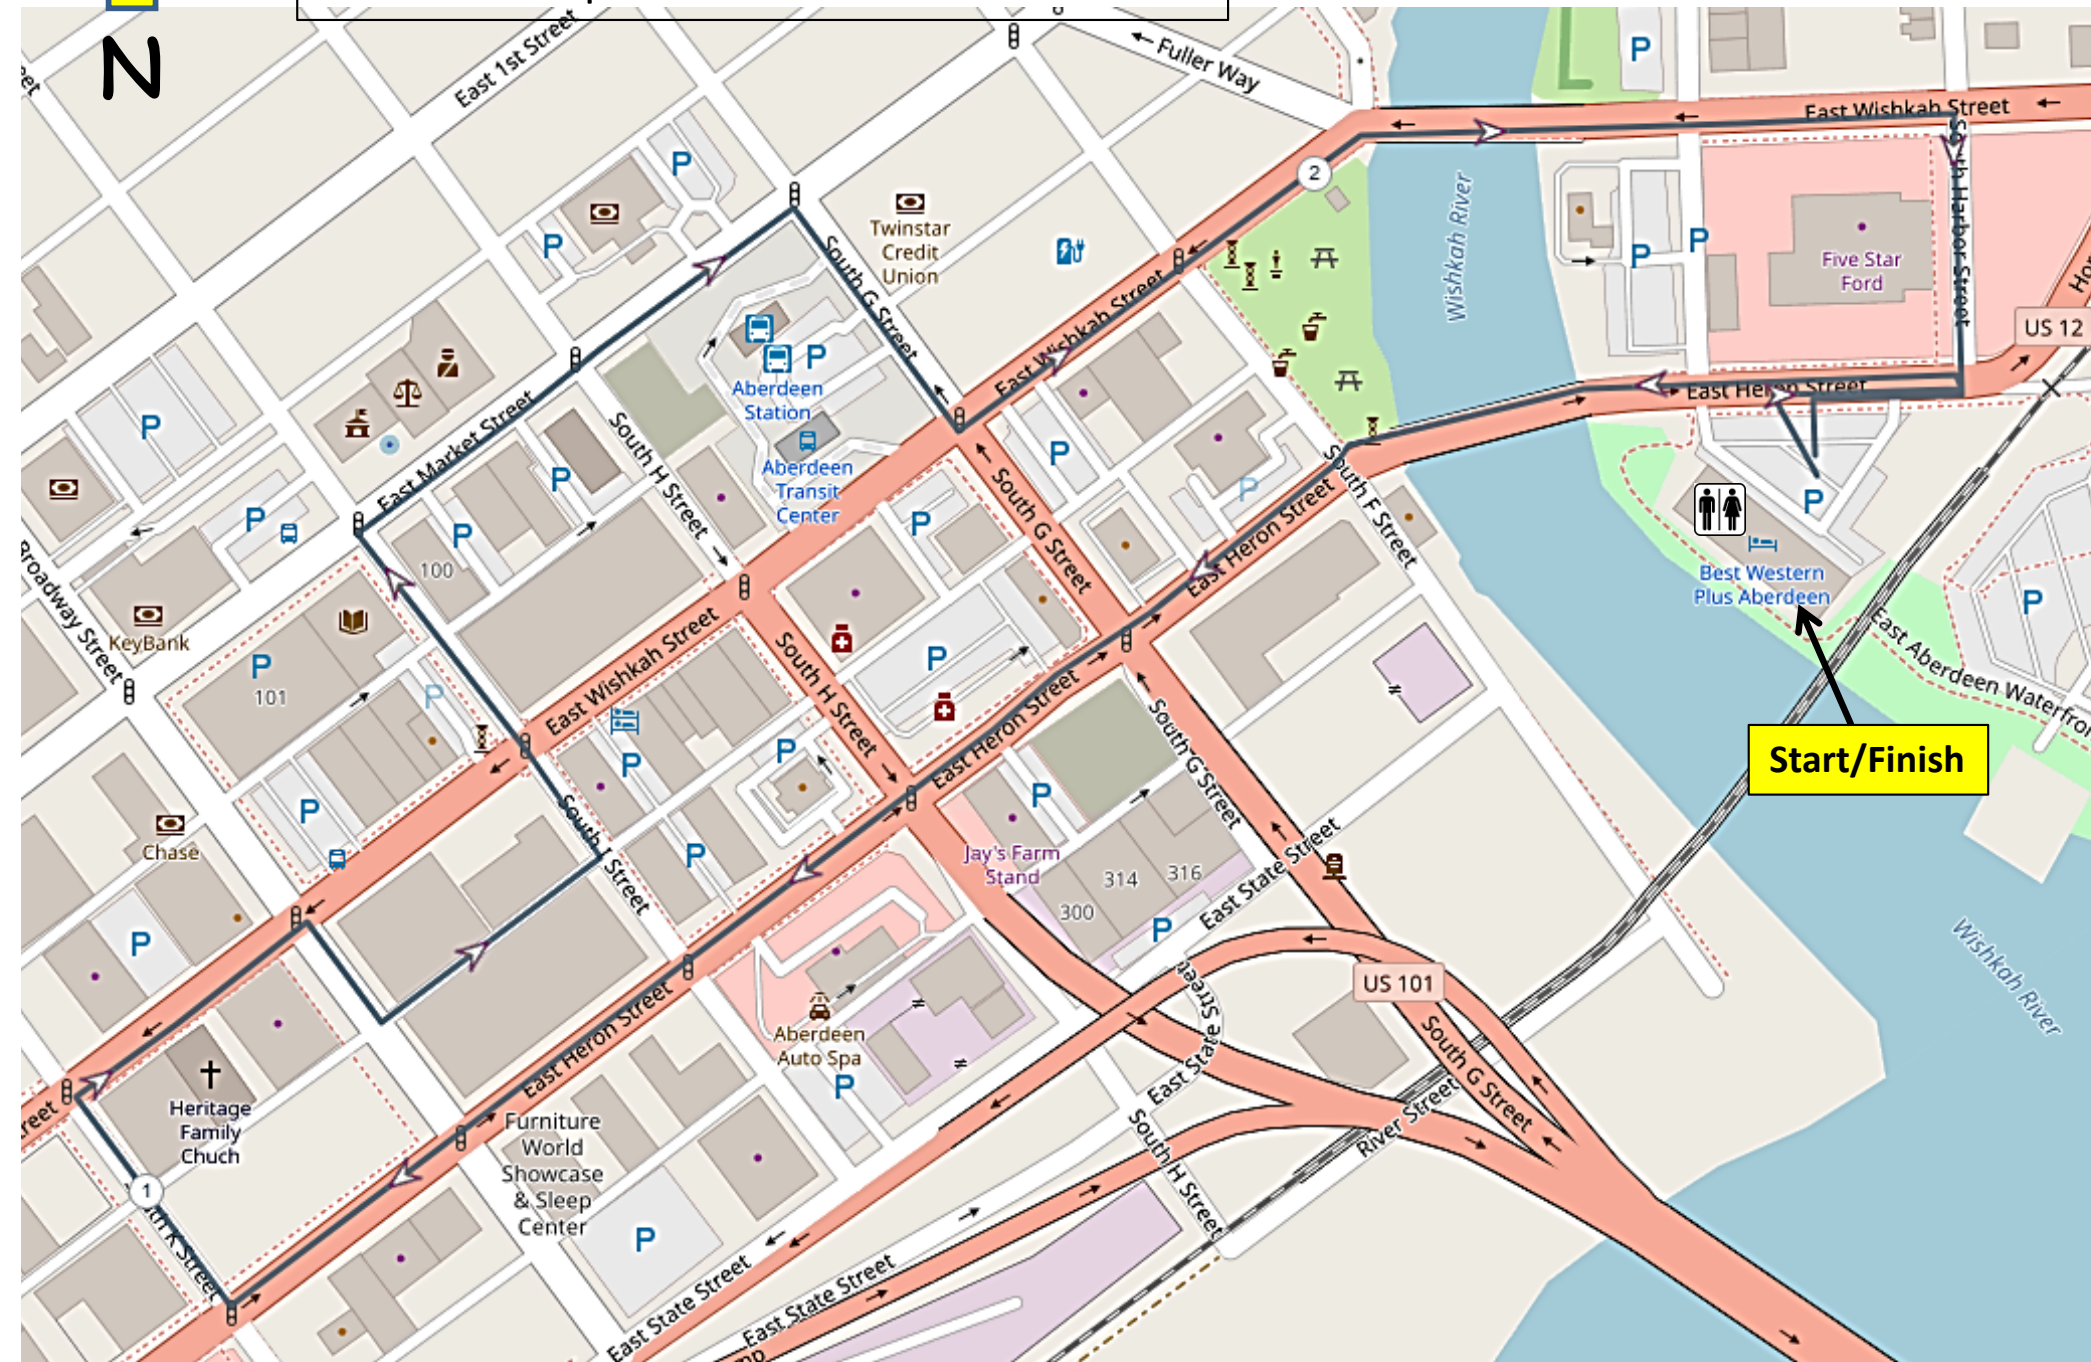 N
East 1st Street
Fuller Way
P
East Wishkah Street
2
P
P
Twinstar
Credit
Union
South G Street
Wishkah River
South Harbor Street
P
P
Five Star
Ford
US 12
East Wishkah Street
P
Aberdeen
Station
East Heron Street
P
East Market Street
South H Street
P
P
Aberdeen
Transit
Center
South F Street
P
South G Street
P
P
P
P
P
Best Western
Plus Aberdeen
100
East Heron Street
P
Broadway Street
KeyBank
East Aberdeen Waterfro
P
101
P
East Wishkah Street
South H Street
P
East Heron Street
South G Street
Start/Finish
P
P
P
P
South I Street
P
Chase
Jay's Farm
Stand
314
316
300
East State Street
P
P
US 101
State Street
Wishkah River
Aberdeen
Auto Spa
P
East Heron Street
South G Street
River Street
East State
Heritage
Family
Chuch
Furniture
World
Showcase
& Sleep
Center
South H Street
1
South K Street
P
East State Street
East State Street